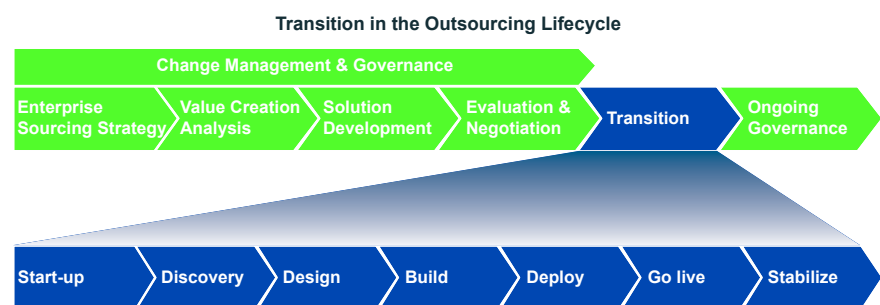 Transition in the Outsourcing Lifecycle
Change Management & Governance
Enterprise
Sourcing Strategy
Value Creation
Analysis
Solution
Development
Evaluation &
Negotiation
Transition
Ongoing
Governance
Start-up
Discovery
Design
Build
Deploy
Go live
Stabilize